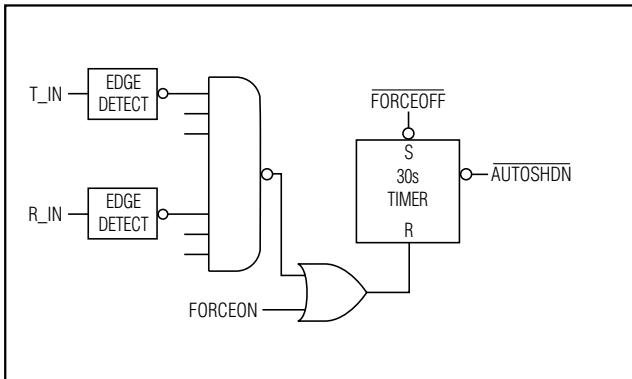 T_IN
EDGE
DETECT
R_IN
EDGE
DETECT
FORCEON
FORCEOFF
S
30s
TIMER
R
AUTOSHDN